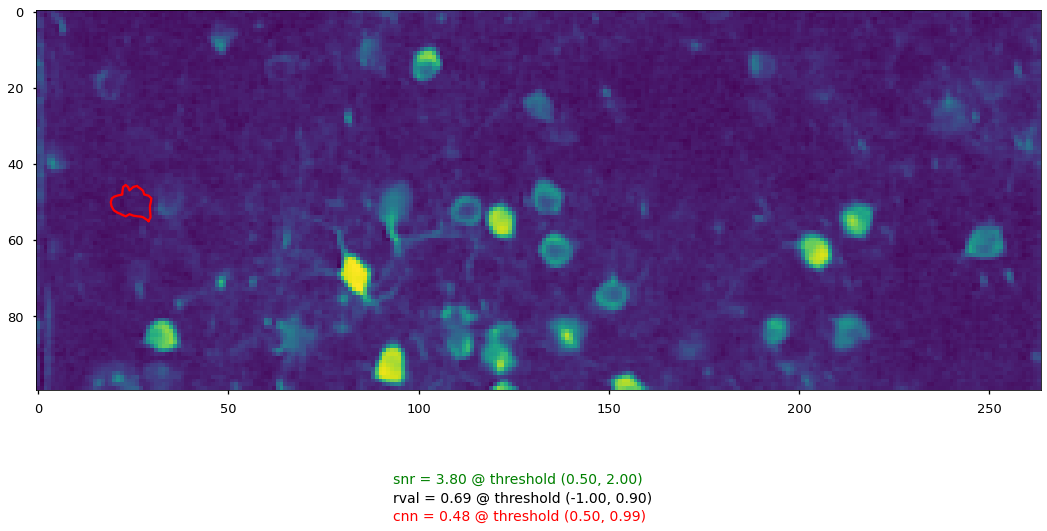 0
20
40
60
80
0 50 100 150 200 250
snr = 3.80 @ threshold (0.50, 2.00)
rval = 0.69 @ threshold (-1.00, 0.90)
cnn = 0.48 @ threshold (0.50, 0.99)